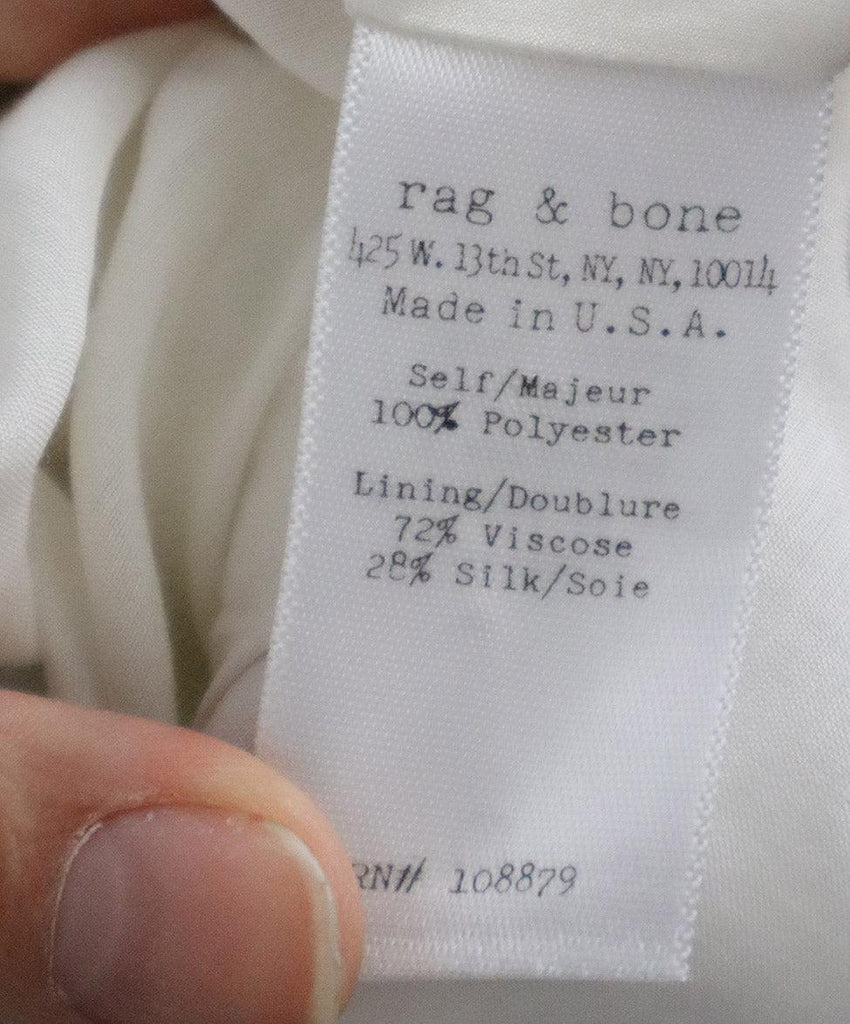 rag & bone
425 W. 13th St, NY, NY, 10014
Made in U.S.A.
Self/Majeur
100% Polyester
Lining/Doublure
72% Viscose
28% Silk/Soie
RN# 108879